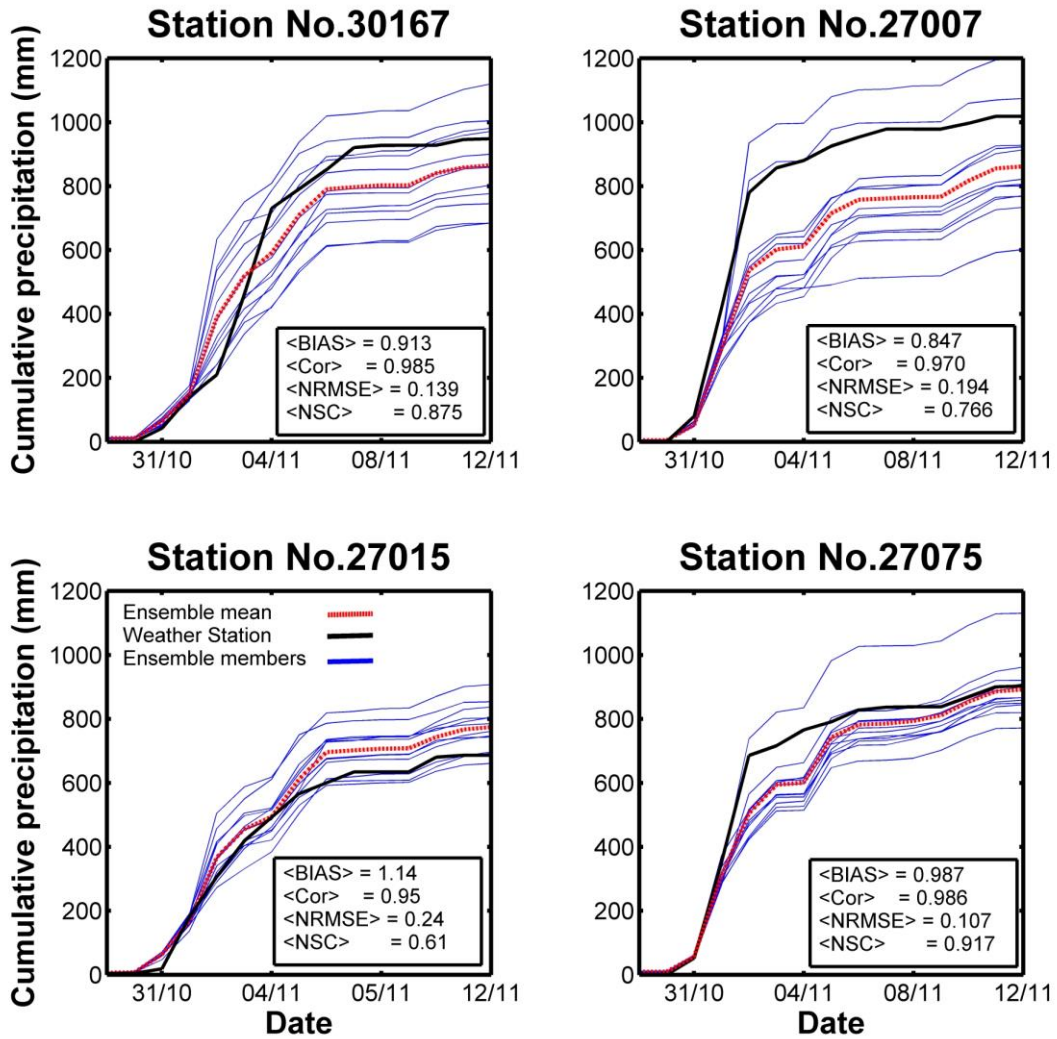 Station No.30167
Station No.27007
Cumulative precipitation (mm)
1200
1000
800
600
400
200
0
<BIAS> = 0.913
<Cor> = 0.985
<NRMSE> = 0.139
<NSC> = 0.875
31/10 04/11 08/11 12/11
1200
1000
800
600
400
200
0
<BIAS> = 0.847
<Cor> = 0.970
<NRMSE> = 0.194
<NSC> = 0.766
31/10 04/11 08/11 12/11
Station No.27015
Station No.27075
Cumulative precipitation (mm)
1200
1000
800
600
400
200
0
Ensemble mean
Weather Station
Ensemble members
<BIAS> = 1.14
<Cor> = 0.95
<NRMSE> = 0.24
<NSC> = 0.61
31/10 04/11 05/11 12/11
Date
1200
1000
800
600
400
200
0
<BIAS> = 0.987
<Cor> = 0.986
<NRMSE> = 0.107
<NSC> = 0.917
31/10 04/11 08/11 12/11
Date